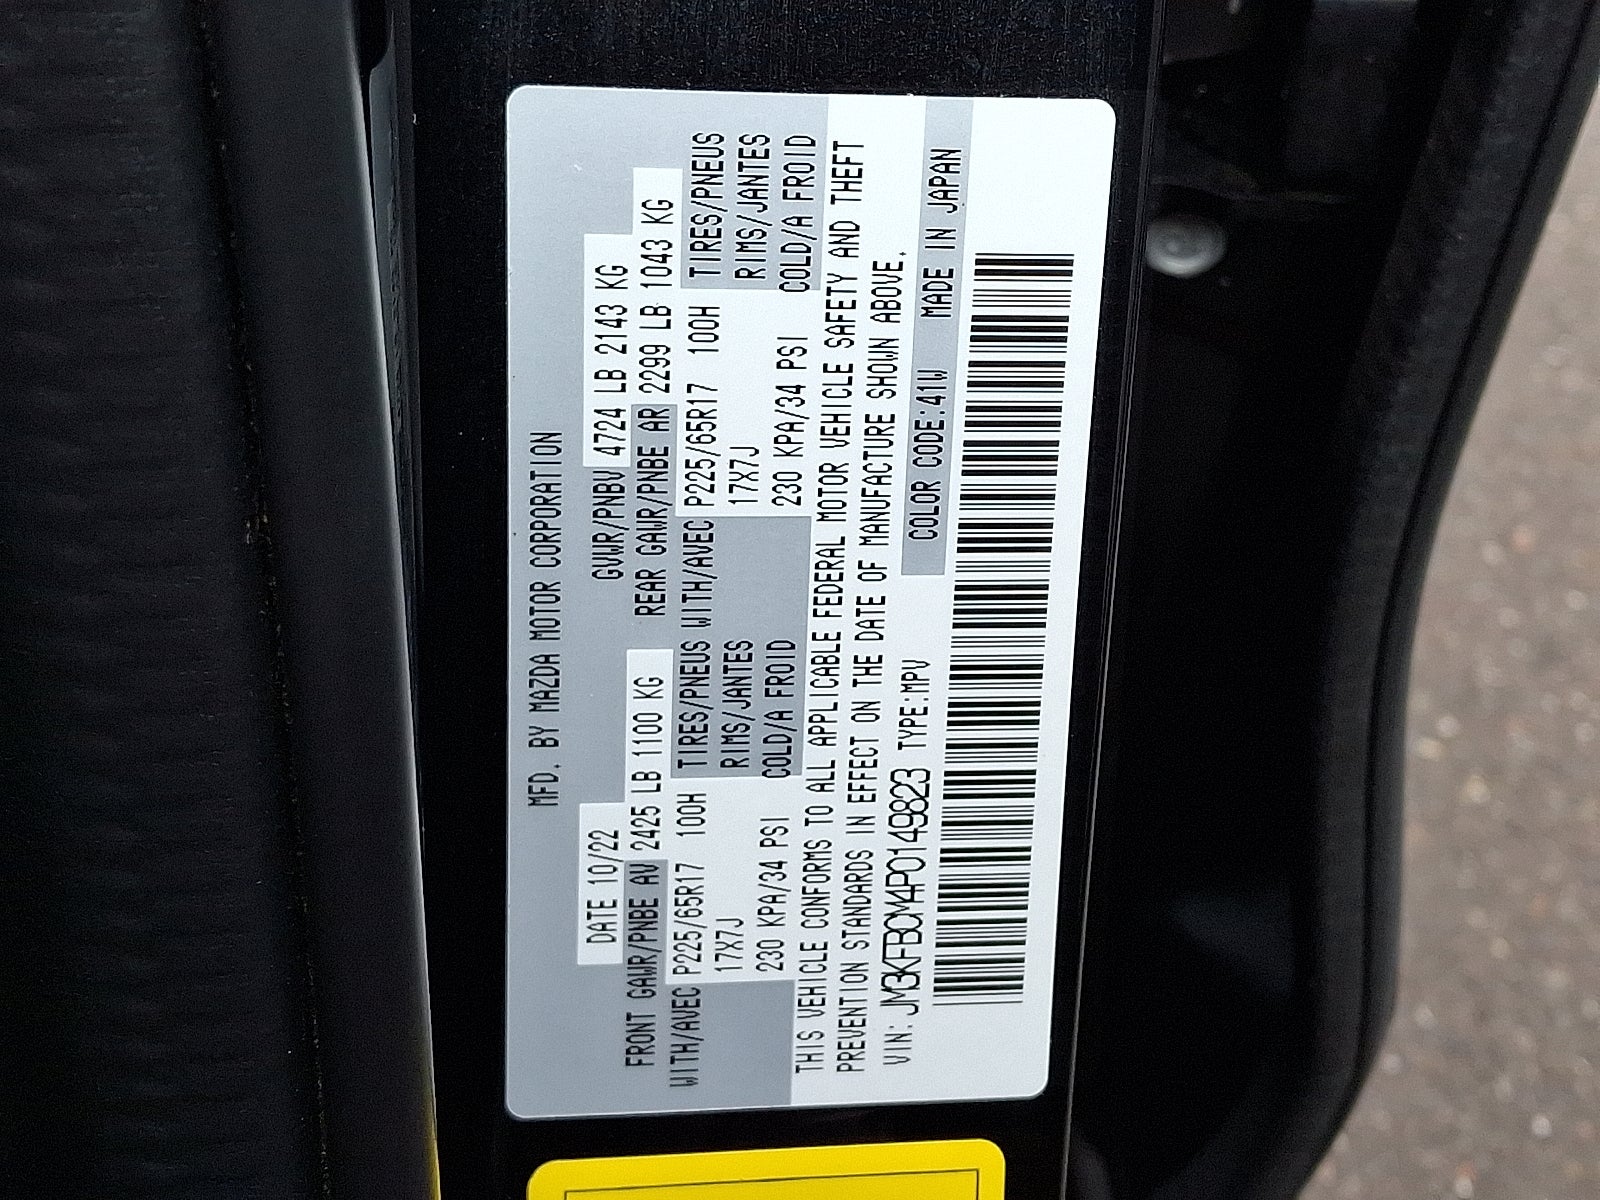 MFD. BY MAZDA MOTOR CORPORATION
DATE 10/22 GVWR/PNBV 4724 LB 2143 KG
FRONT GAWR/PNBE AV 2425 LB 1100 KG REAR GAWR/PNBE AR 2299 LB 1043 KG
WITH/AVEC P225/65R17 100H TIRES/PNEUS WITH/AVEC P225/65R17 100H TIRES/PNEUS
17X7J RIMS/JANTES 17X7J RIMS/JANTES
230 KPA/34 PSI COLD/A FROID 230 KPA/34 PSI COLD/A FROID
THIS VEHICLE CONFORMS TO ALL APPLICABLE FEDERAL MOTOR VEHICLE SAFETY AND THEFT
PREVENTION STANDARDS IN EFFECT ON THE DATE OF MANUFACTURE SHOWN ABOVE.
VIN: JM3KFBCM4P0149823 TYPE:MPV COLOR CODE:41W MADE IN JAPAN